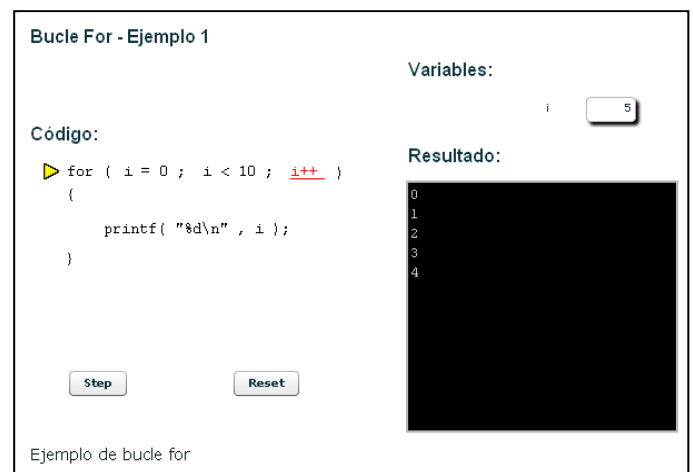 Bucle For - Ejemplo 1
Variables:
i 5
Código:
for ( i = 0 ; i < 10 ; i++ )
{
printf( "%d\n" , i );
}
Resultado:
0
1
2
3
4
Step Reset
Ejemplo de bucle for